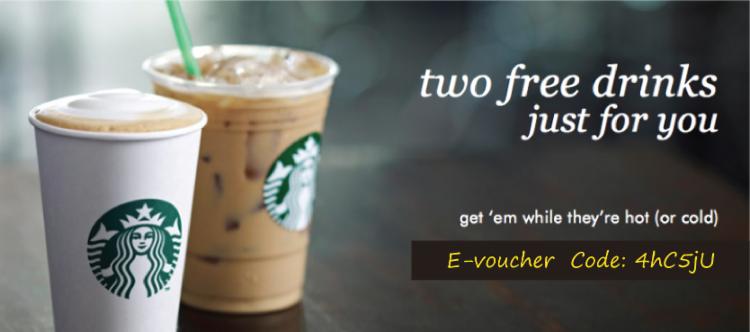 two free drinks
just for you
get 'em while they're hot (or cold)
E-voucher Code: 4hC5jU